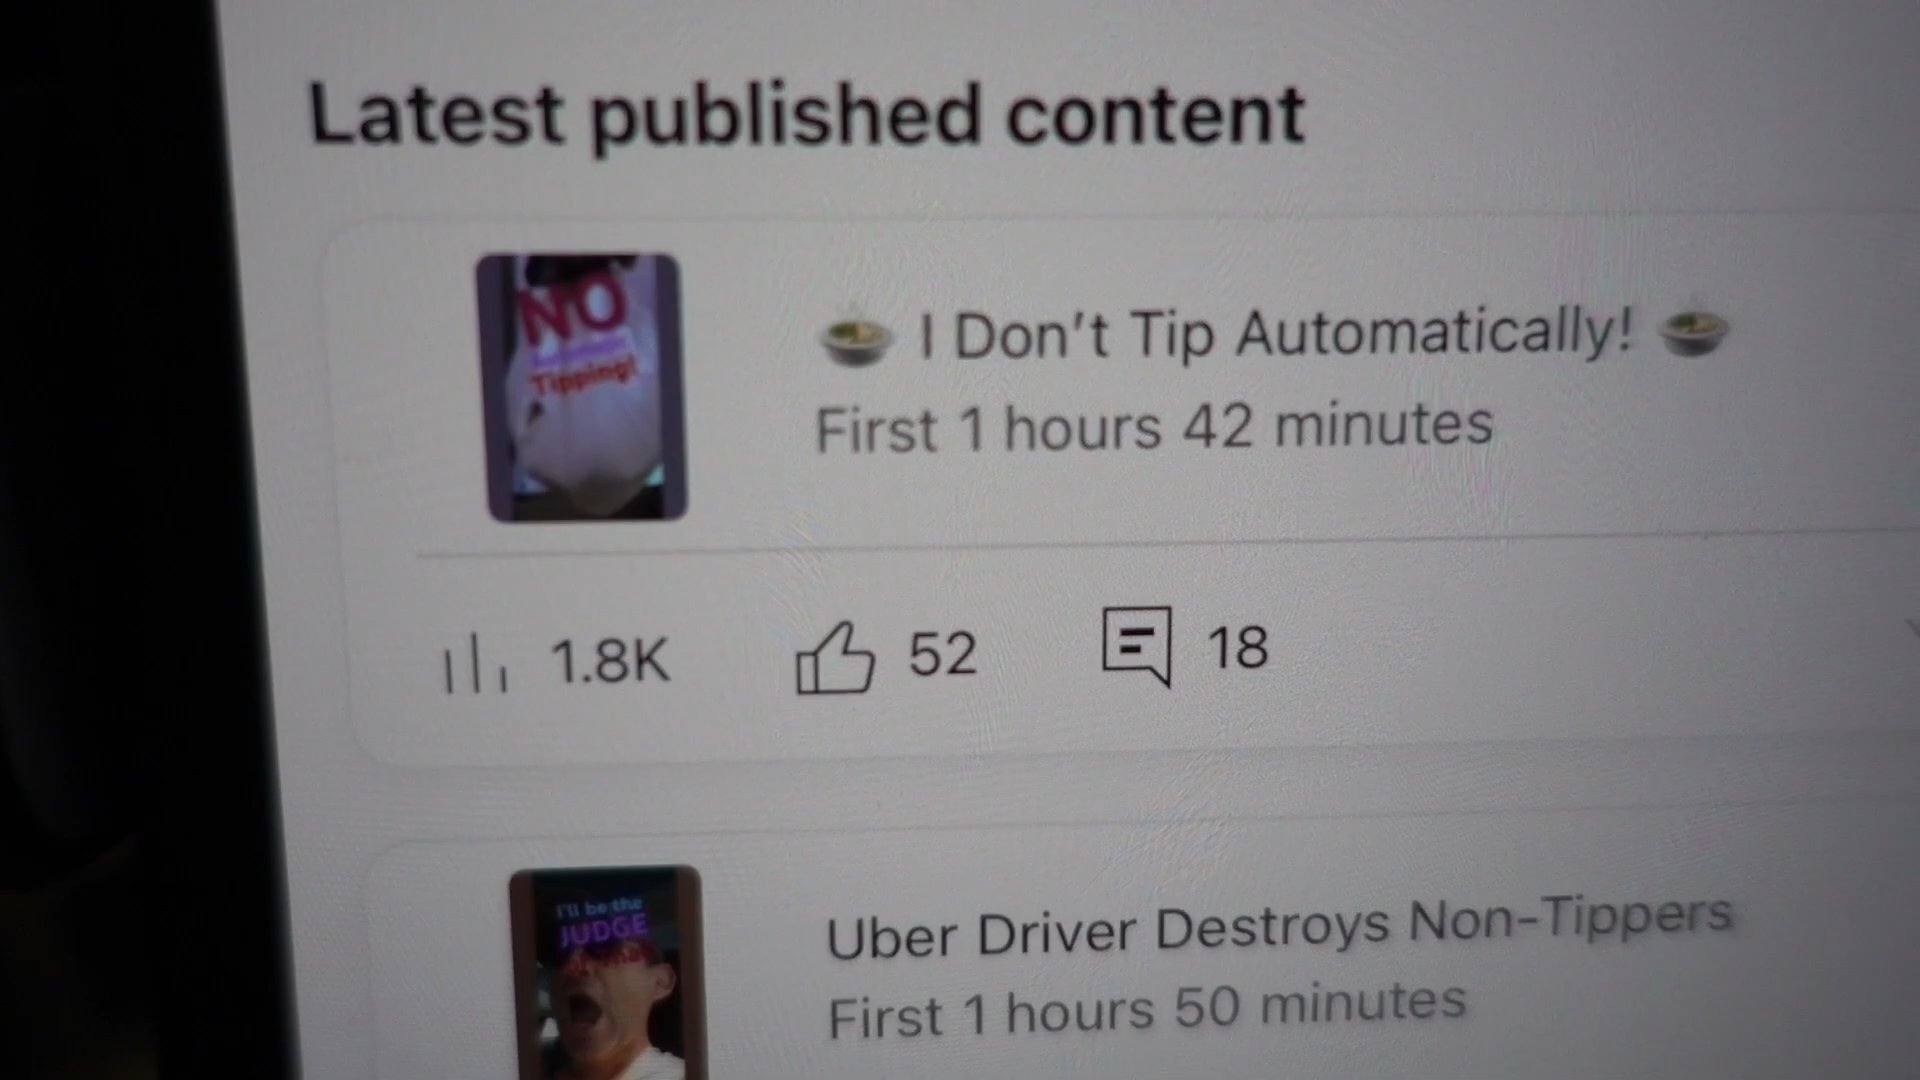 Latest published content
NO
Tipping!
🍲 I Don't Tip Automatically! 🍲
First 1 hours 42 minutes
1.8K 52 18
I'll be the
JUDGE
Uber Driver Destroys Non-Tippers
First 1 hours 50 minutes